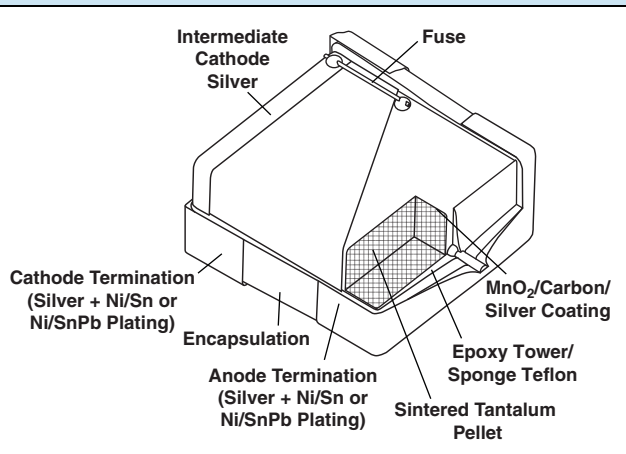 Intermediate
Cathode
Silver
Fuse
Cathode Termination
(Silver + Ni/Sn or
Ni/SnPb Plating)
Encapsulation
Anode Termination
(Silver + Ni/Sn or
Ni/SnPb Plating)
MnO₂/Carbon/
Silver Coating
Epoxy Tower/
Sponge Teflon
Sintered Tantalum
Pellet